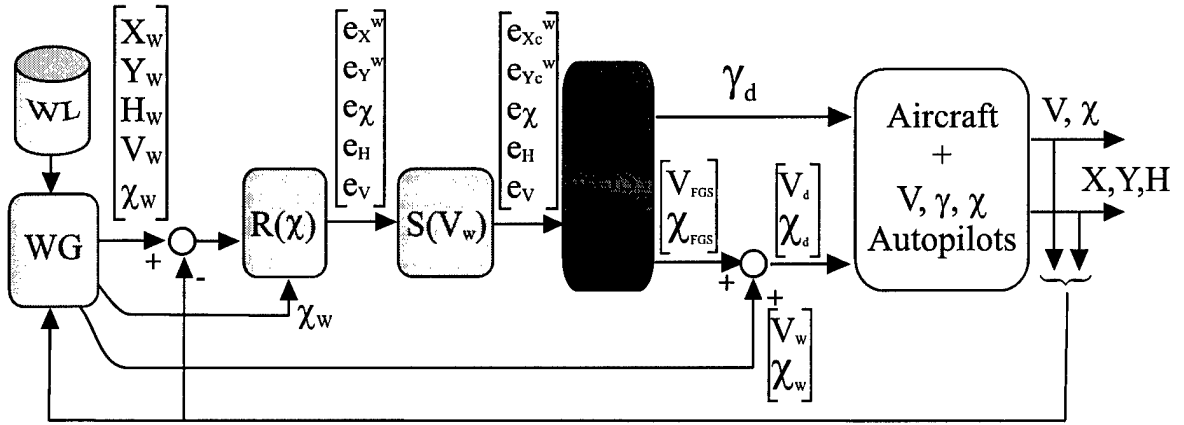 WL
WG
X_W
Y_W
H_W
V_W
χ_W
+
-
R(χ)
χ_W
e_X^w
e_Y^w
e_χ
e_H
e_V
S(V_w)
e_Xc^w
e_Yc^w
e_χ
e_H
e_V
γ_d
V_FGS
χ_FGS
+
+
V_d
χ_d
V_w
χ_w
Aircraft
+
V, γ, χ
Autopilots
V, χ
X,Y,H